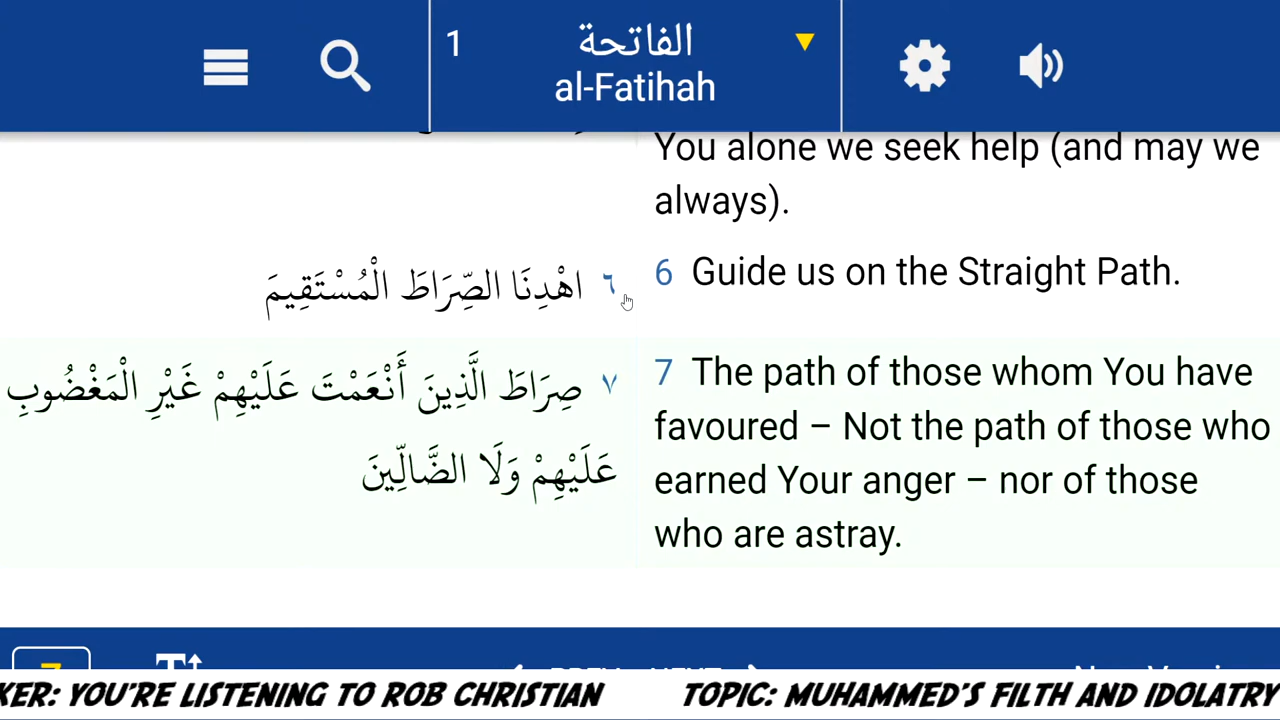 1
الفاتحة
al-Fatihah
You alone we seek help (and may we
always).
٦ اهْدِنَا الصِّرَاطَ الْمُسْتَقِيمَ
6 Guide us on the Straight Path.
٧ صِرَاطَ الَّذِينَ أَنْعَمْتَ عَلَيْهِمْ غَيْرِ الْمَغْضُوبِ
عَلَيْهِمْ وَلَا الضَّالِّينَ
7 The path of those whom You have
favoured – Not the path of those who
earned Your anger – nor of those
who are astray.
KER: YOU'RE LISTENING TO ROB CHRISTIAN
TOPIC: MUHAMMED'S FILTH AND IDOLATRY